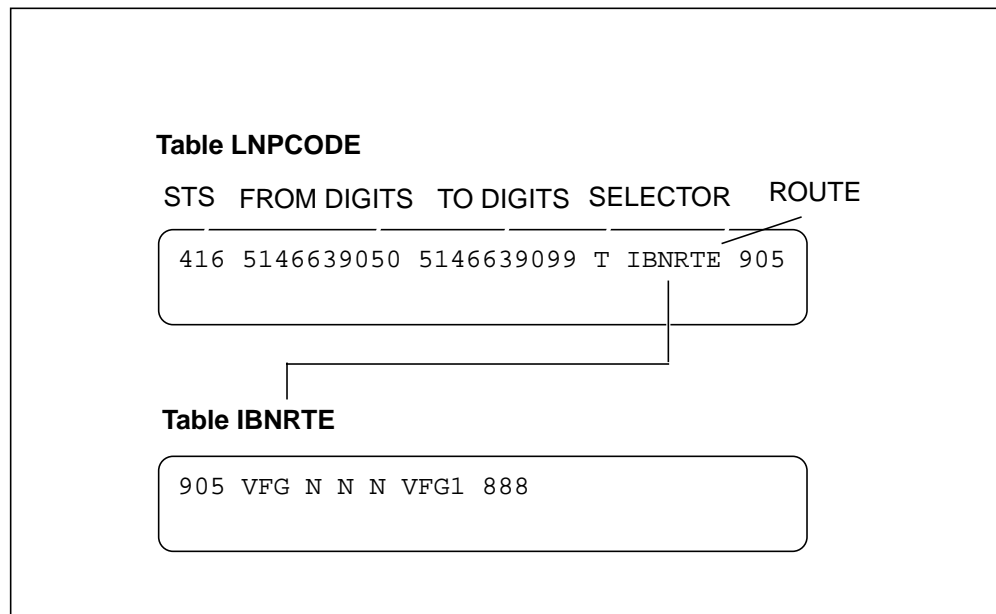 Table LNPCODE
STS FROM DIGITS TO DIGITS SELECTOR ROUTE
416 5146639050 5146639099 T IBNRTE 905
Table IBNRTE
905 VFG N N N VFG1 888